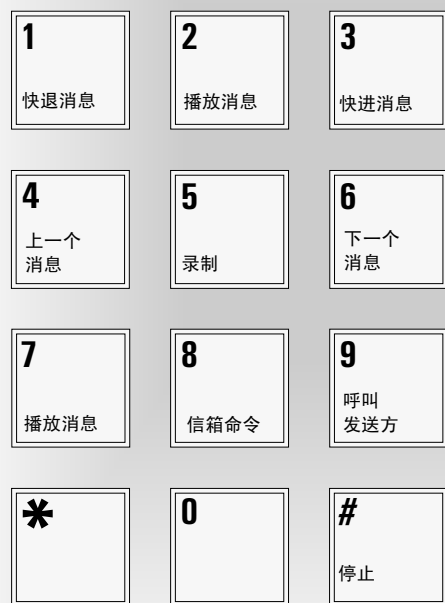 1
快退消息
2
播放消息
3
快进消息
4
上一个
消息
5
录制
6
下一个
消息
7
播放消息
8
信箱命令
9
呼叫
发送方
*
0
#
停止